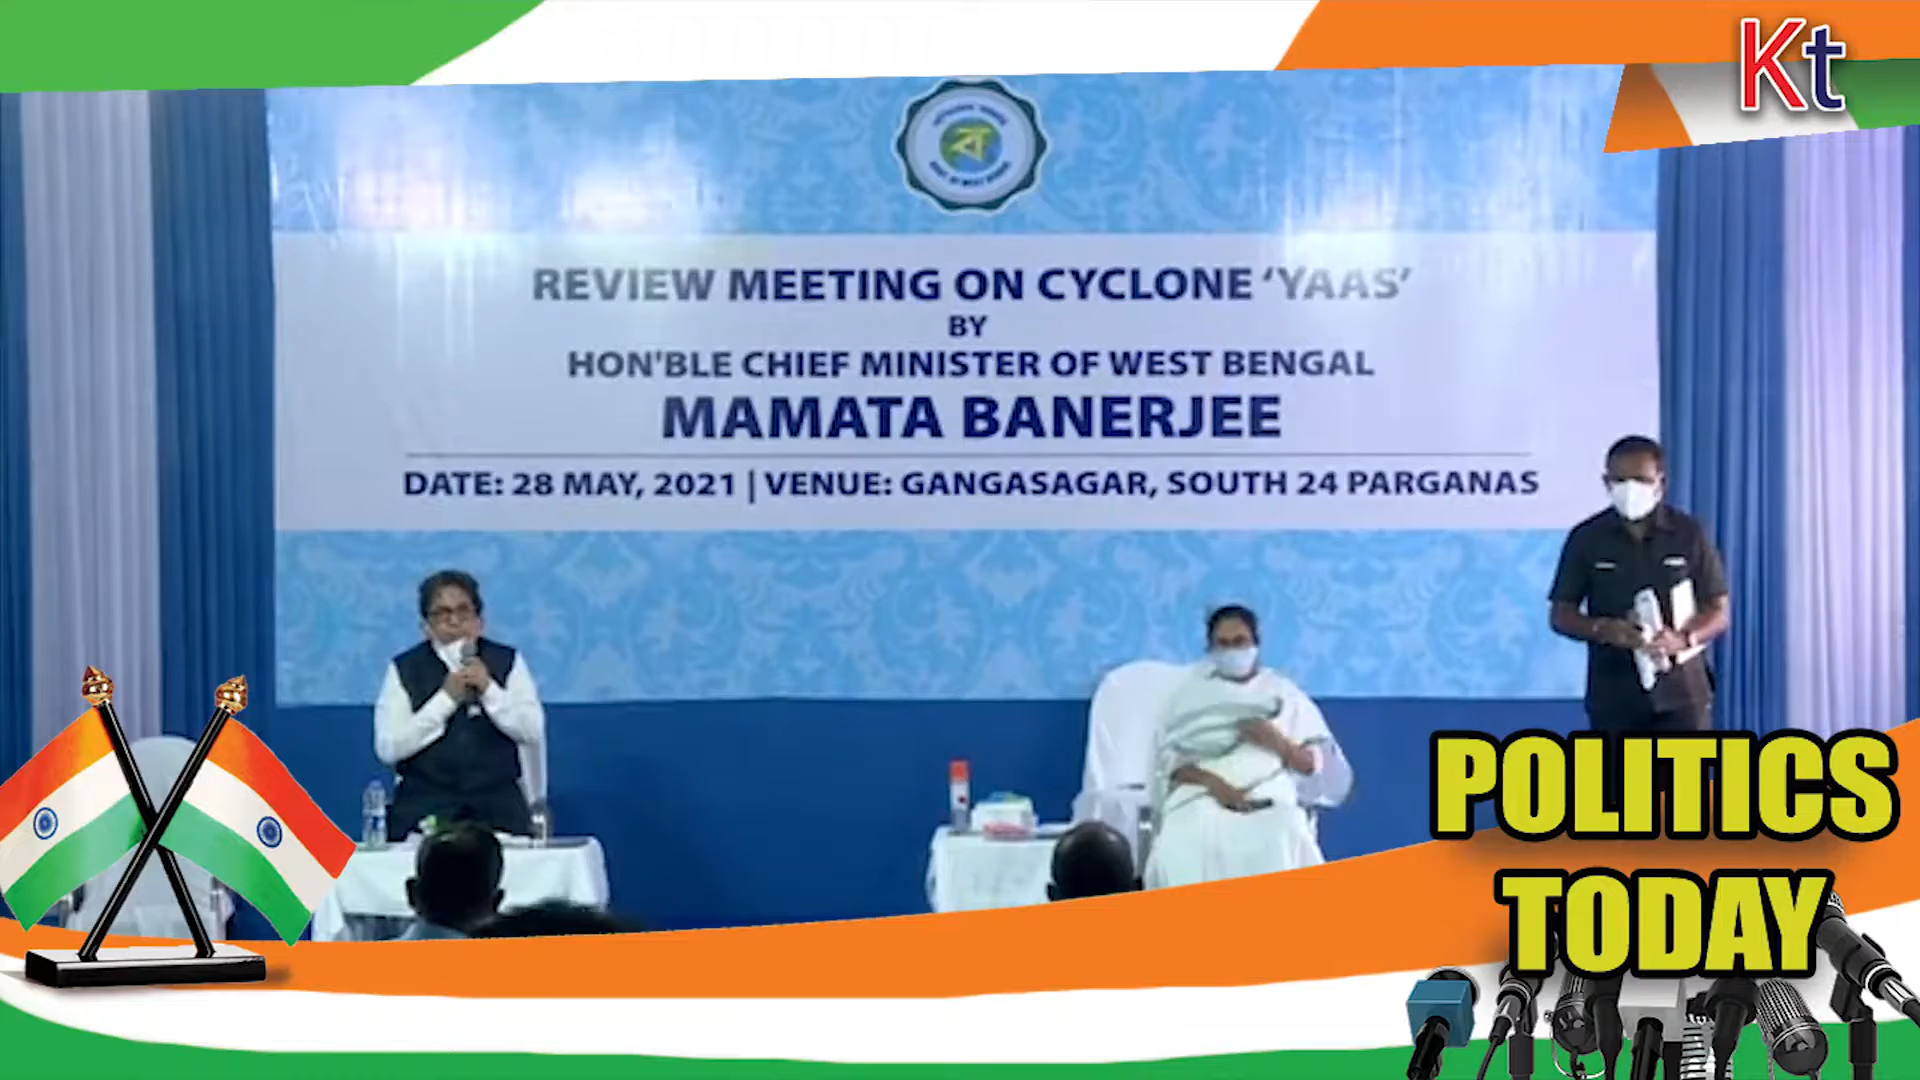 Kt
ব
REVIEW MEETING ON CYCLONE ‘YAAS’
BY
HON'BLE CHIEF MINISTER OF WEST BENGAL
MAMATA BANERJEE
DATE: 28 MAY, 2021 | VENUE: GANGASAGAR, SOUTH 24 PARGANAS
POLITICS
TODAY